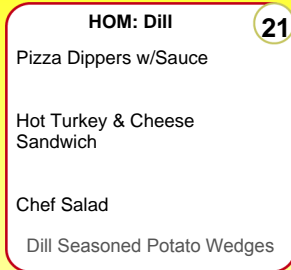 HOM: Dill
21
Pizza Dippers w/Sauce
Hot Turkey & Cheese
Sandwich
Chef Salad
Dill Seasoned Potato Wedges